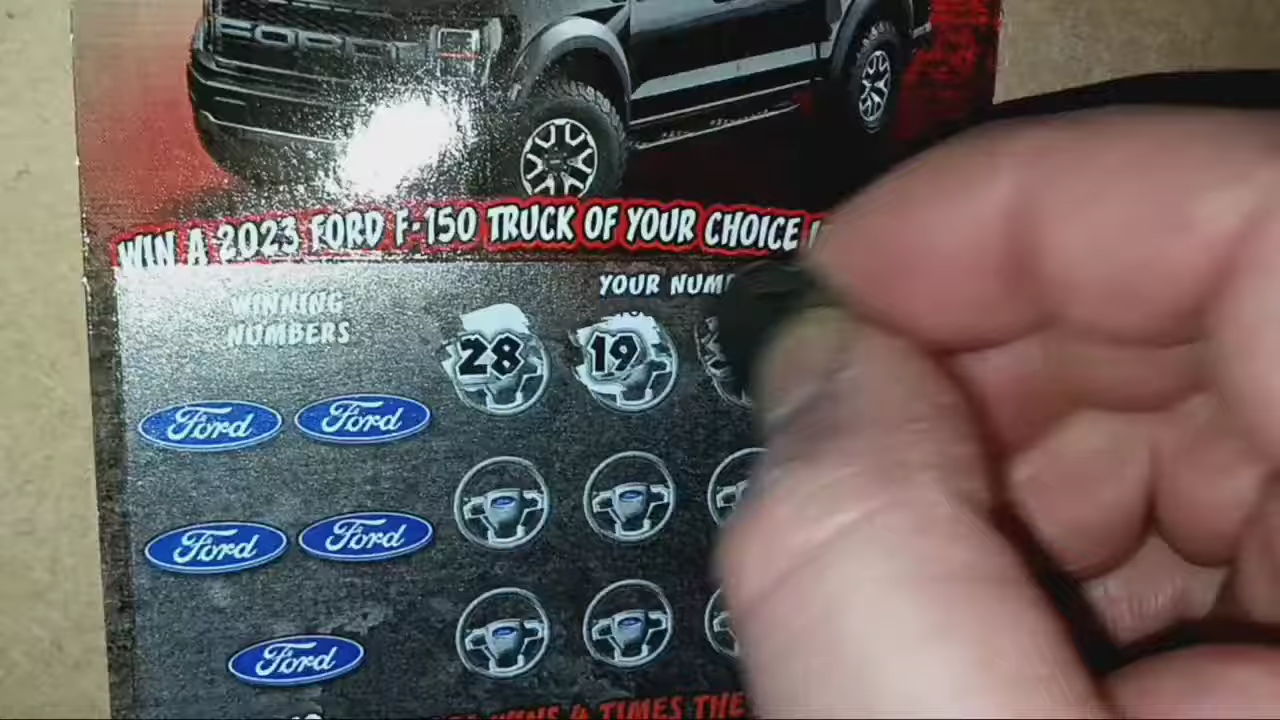 FORD
WIN A 2023 FORD F-150 TRUCK OF YOUR CHOICE
YOUR
WINNING
NUMBERS
28 19
Ford Ford
Ford Ford
Ford
WINS 4 TIMES THE